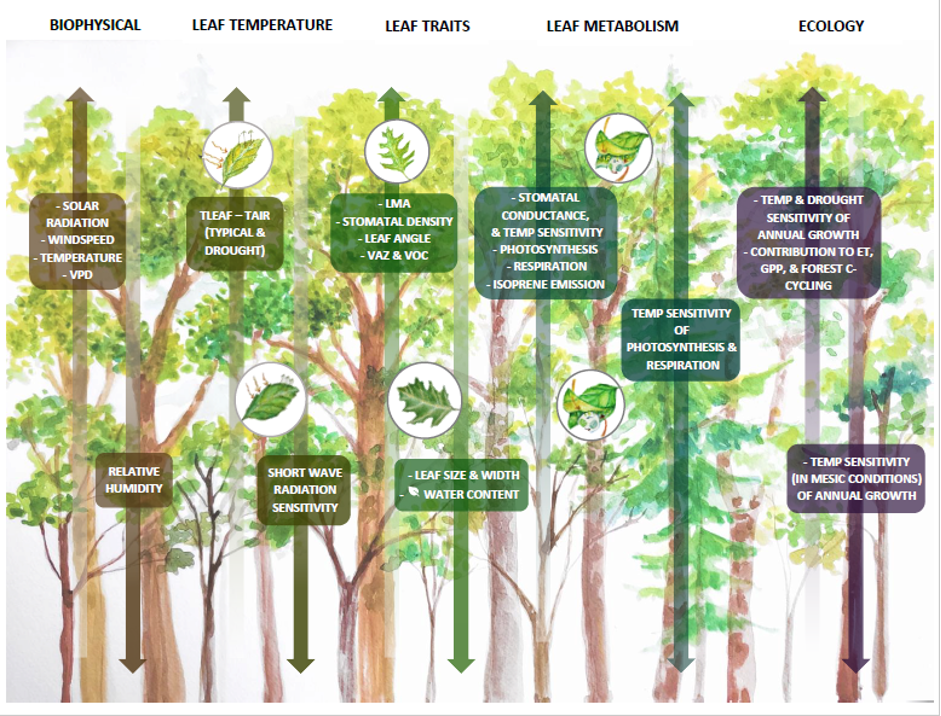 BIOPHYSICAL
LEAF TEMPERATURE
LEAF TRAITS
LEAF METABOLISM
ECOLOGY
- SOLAR
RADIATION
- WINDSPEED
- TEMPERATURE
- VPD
TLEAF – TAIR
(TYPICAL &
DROUGHT)
- LMA
- STOMATAL DENSITY
- LEAF ANGLE
- VAZ & VOC
- STOMATAL
CONDUCTANCE,
& TEMP SENSITIVITY
- PHOTOSYNTHESIS
- RESPIRATION
- ISOPRENE EMISSION
TEMP SENSITIVITY
OF
PHOTOSYNTHESIS &
RESPIRATION
- TEMP & DROUGHT
SENSITIVITY OF
ANNUAL GROWTH
- CONTRIBUTION TO ET,
GPP, & FOREST C-
CYCLING
RELATIVE
HUMIDITY
SHORT WAVE
RADIATION
SENSITIVITY
- LEAF SIZE & WIDTH
- WATER CONTENT
- TEMP SENSITIVITY
(IN MESIC CONDITIONS)
OF ANNUAL GROWTH